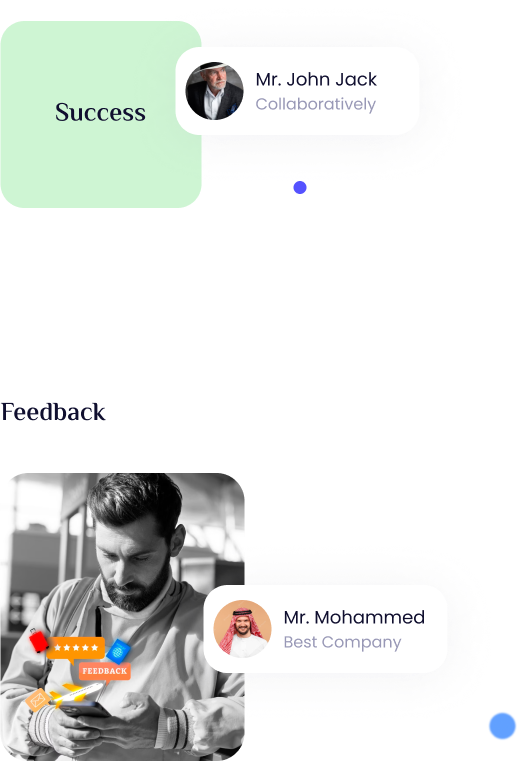 Mr. John Jack
Collaboratively
Success
Feedback
Mr. Mohammed
Best Company
FEEDBACK